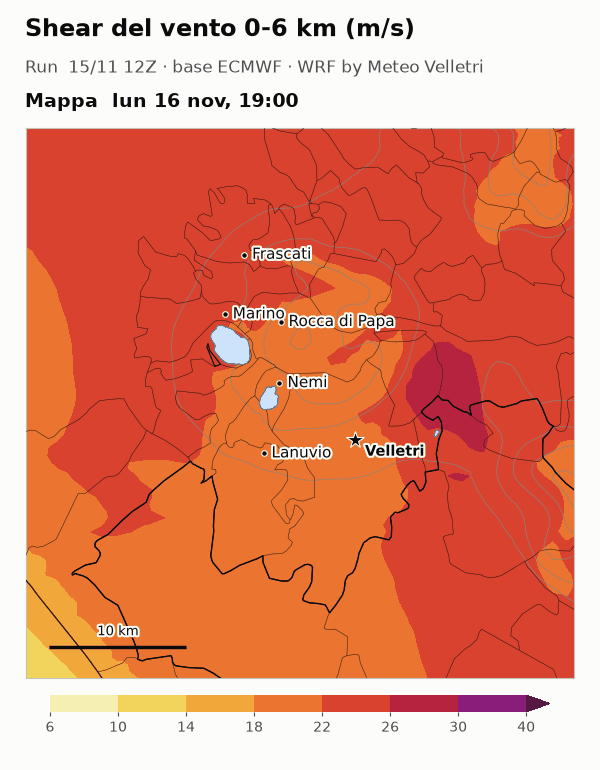 Shear del vento 0-6 km (m/s)
Run  15/11 12Z · base ECMWF · WRF by Meteo Velletri
Mappa  lun 16 nov, 19:00
Frascati
Marino
Rocca di Papa
Nemi
Velletri
Lanuvio
10 km
6 10 14 18 22 26 30 40